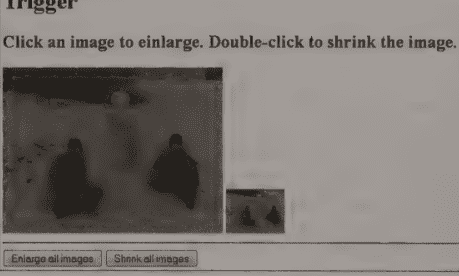 Trigger
Click an image to einlarge. Double-click to shrink the image.
Enlarge all images Shrink all images